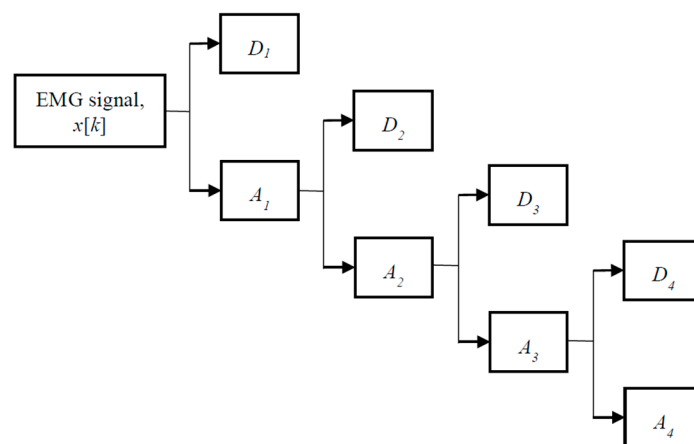 D1
EMG signal,
x[k]
D2
A1
D3
A2
D4
A3
A4